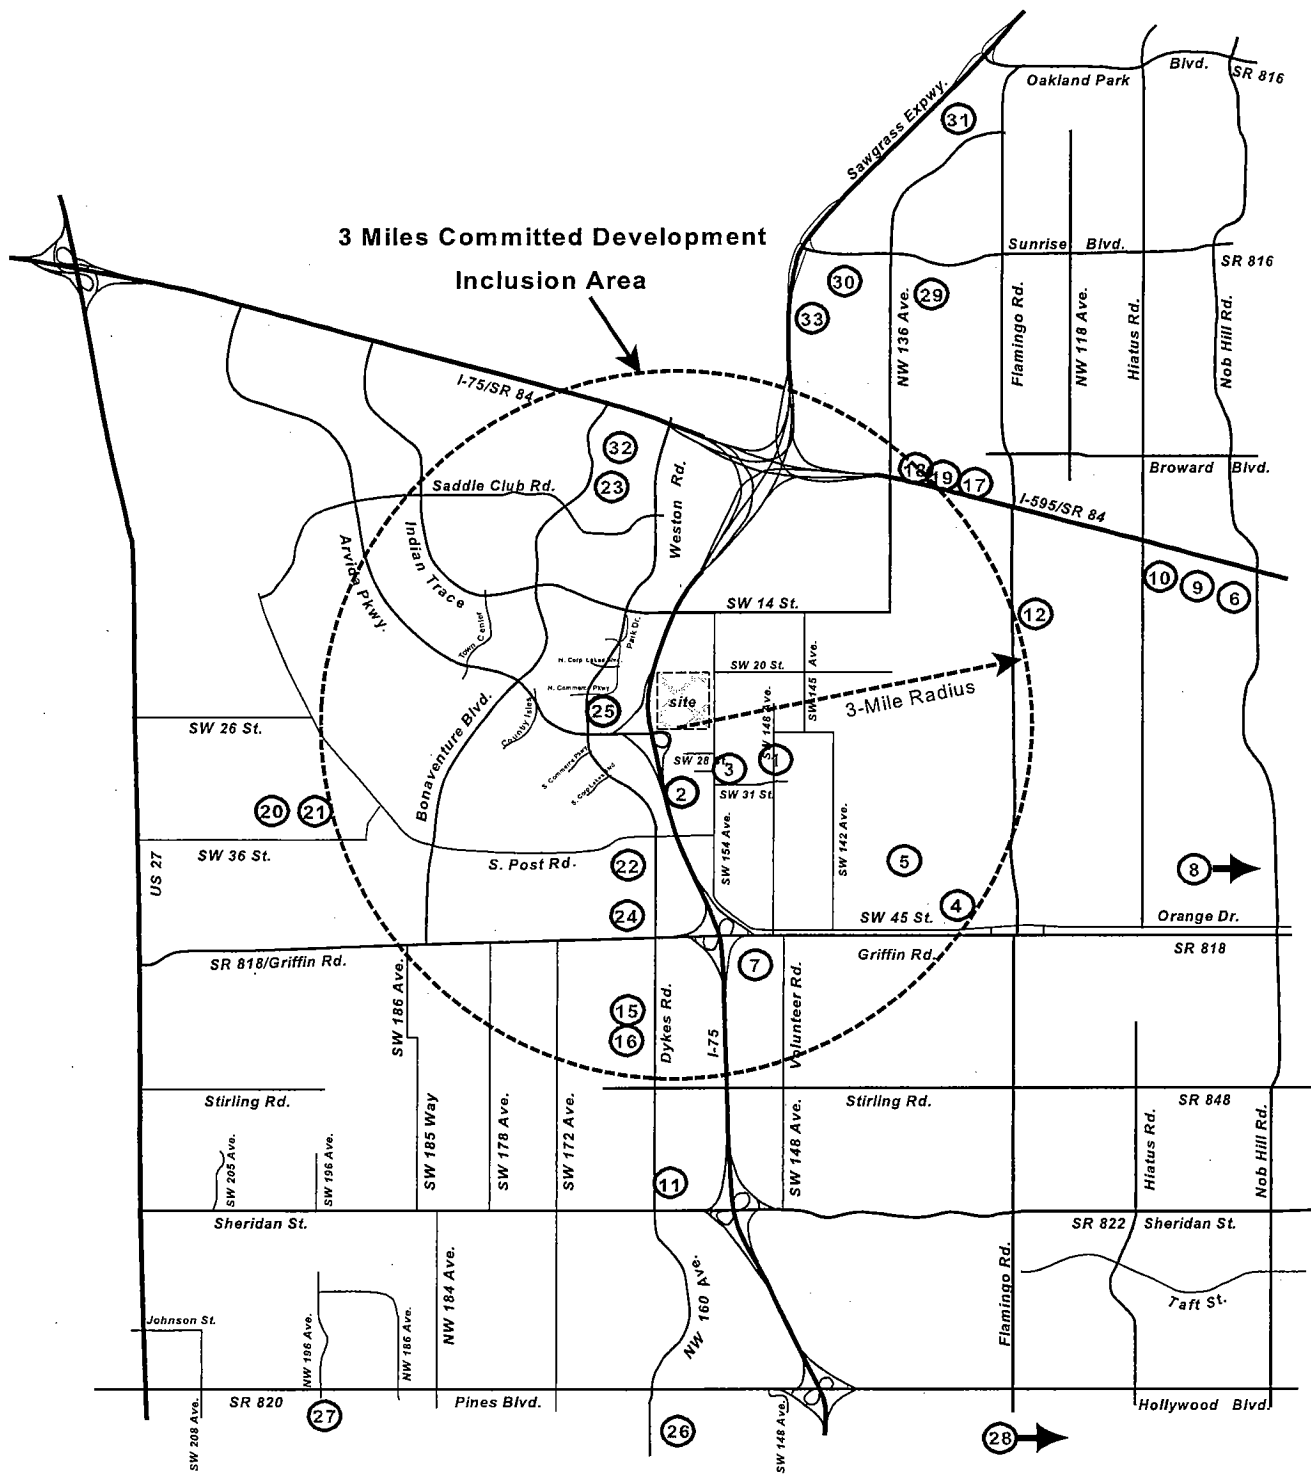 Blvd.
SR 816
Oakland Park
31
Sawgrass Expwy.
3 Miles Committed Development
Inclusion Area
Sunrise Blvd.
SR 816
30
29
33
NW 136 Ave.
Flamingo Rd.
NW 118 Ave.
Hiatus Rd.
Nob Hill Rd.
I-75/SR 84
32
23
Saddle Club Rd.
Weston Rd.
18
19
17
Broward Blvd.
I-595/SR 84
Arvida Pkwy.
Indian Trace
10
9
6
12
SW 14 St.
Town Center
Park Dr.
N. Corp Lakes Blvd.
SW 20 St.
SW 145 Ave.
N. Commerce Pkwy
site
3-Mile Radius
25
SW 148 Ave.
Country Isles
SW 26 St.
Bonaventure Blvd.
S. Commerce Pkwy
S. Corp Lakes Blvd
SW 28 St.
3
1
2
SW 31 St.
20
21
SW 154 Ave.
SW 142 Ave.
SW 36 St.
US 27
S. Post Rd.
22
5
8
24
4
SW 45 St.
Orange Dr.
SR 818/Griffin Rd.
7
Griffin Rd.
SR 818
SW 186 Ave.
15
16
Dykes Rd.
I-75
Volunteer Rd.
Stirling Rd.
Stirling Rd.
SR 848
SW 205 Ave.
SW 196 Ave.
SW 185 Way
SW 178 Ave.
SW 172 Ave.
11
SW 148 Ave.
Hiatus Rd.
Nob Hill Rd.
Sheridan St.
SR 822
Sheridan St.
NW 184 Ave.
NW 160 Ave.
Flamingo Rd.
Taft St.
Johnson St.
NW 196 Ave.
NW 186 Ave.
SR 820
Pines Blvd.
Hollywood Blvd.
SW 208 Ave.
27
26
SW 148 Ave.
28